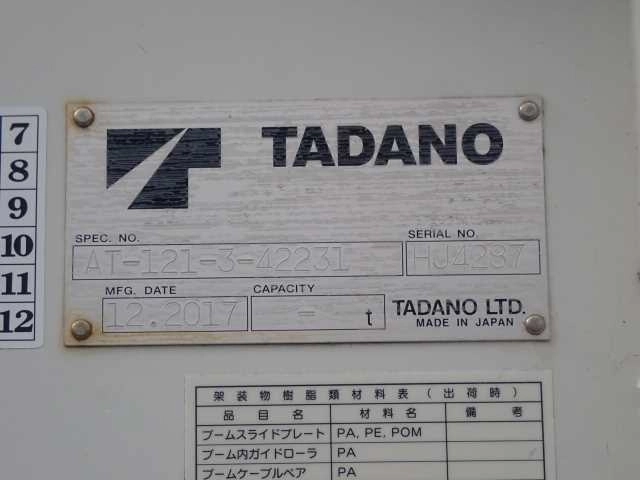 TADANO
SPEC. NO.
SERIAL NO.
AT-121-3-42231
HJ4287
MFG. DATE
CAPACITY
12.2017
- t
TADANO LTD.
MADE IN JAPAN
7
8
9
10
11
12
架装物樹脂類材料表(出荷時)
品目名 材料名 備考
ブームスライドプレート PA, PE, POM
ブーム内ガイドローラ PA
ブームケーブルベア PA